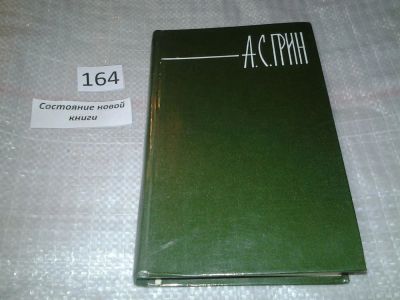 А.С.ГРИН
164
Состояние новой
книги